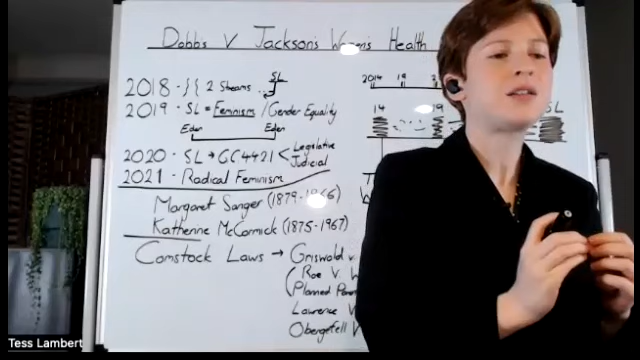 Dobbs V Jackson's Women's Health
2018 · }{ 2 Streams .. SL
2019 · SL = Feminism / Gender Equality
Eden Eden
2020 · SL → GC4421 < Legislative
Judicial
2021 · Radical Feminism
Margaret Sanger (1879-1966)
Katherine McCormick (1875-1967)
Comstock Laws → Griswold v.
(Roe V. W
(Planned Paren
Lawrence V
Obergefell V
2014 19
14 19 SL
Tess Lambert